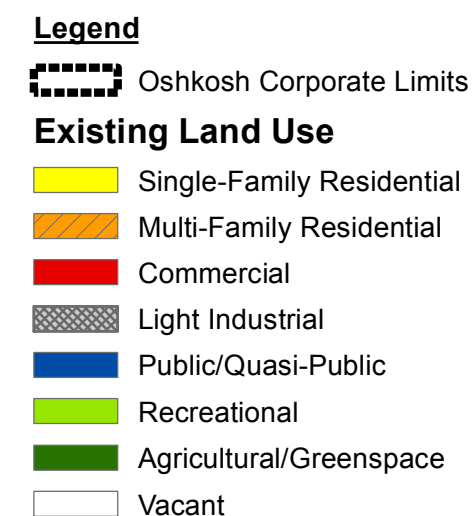 Legend
Oshkosh Corporate Limits
Existing Land Use
Single-Family Residential
Multi-Family Residential
Commercial
Light Industrial
Public/Quasi-Public
Recreational
Agricultural/Greenspace
Vacant